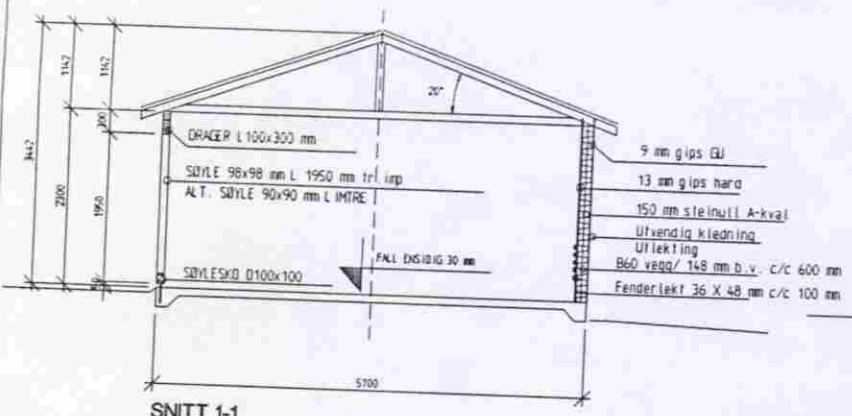 1142
1142
3442
2300
300
1950
20°
DRAGER L 100x300 mm
SØYLE 98x98 mm L 1950 mm tr. imp
ALT. SØYLE 90x90 mm LIMTRE
SØYLESKO D100x100
FALL ENSIDIG 30 mm
9 mm gips GU
13 mm gips hard
150 mm steinull A-kval
Utvendig kledning
Utlekting
B60 vegg/ 148 mm b.v. c/c 600 mm
Fenderlekt 36 X 48 mm c/c 100 mm
5700
SNITT 1-1